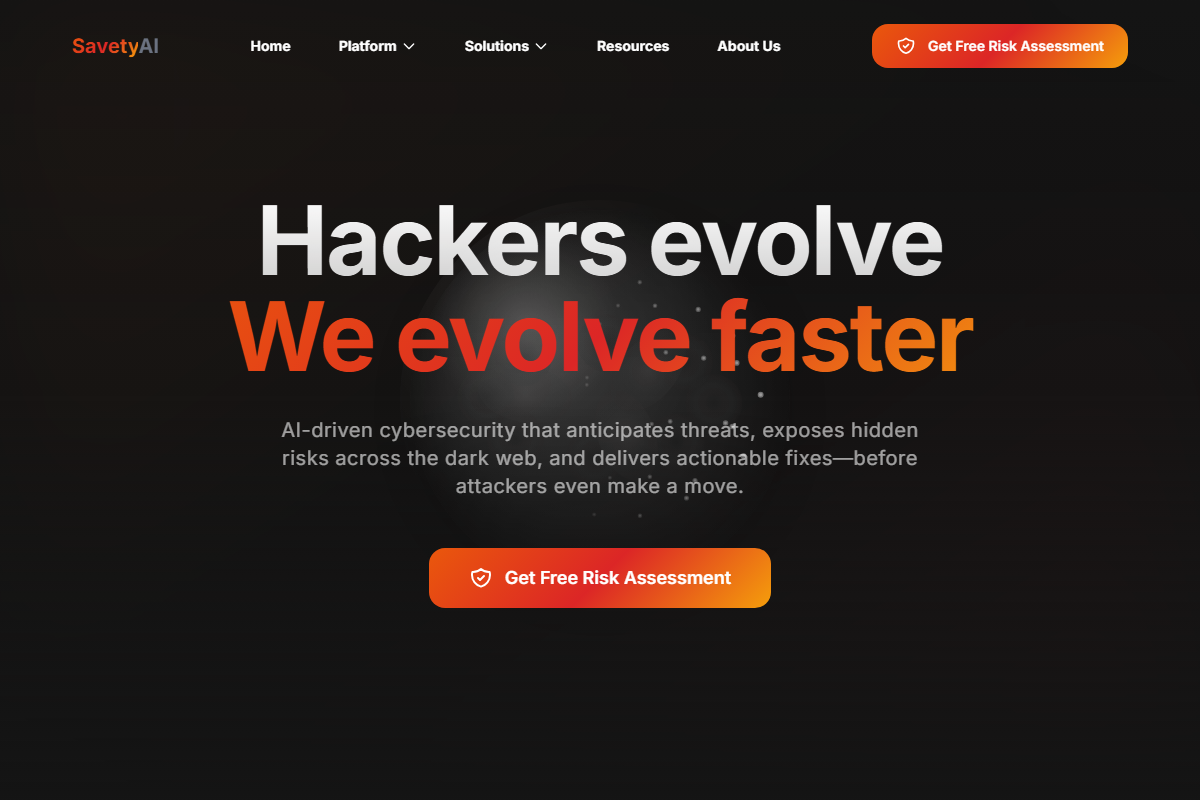 SavetyAI
Home
Platform
Solutions
Resources
About Us
Get Free Risk Assessment
Hackers evolve
We evolve faster
AI-driven cybersecurity that anticipates threats, exposes hidden
risks across the dark web, and delivers actionable fixes—before
attackers even make a move.
Get Free Risk Assessment